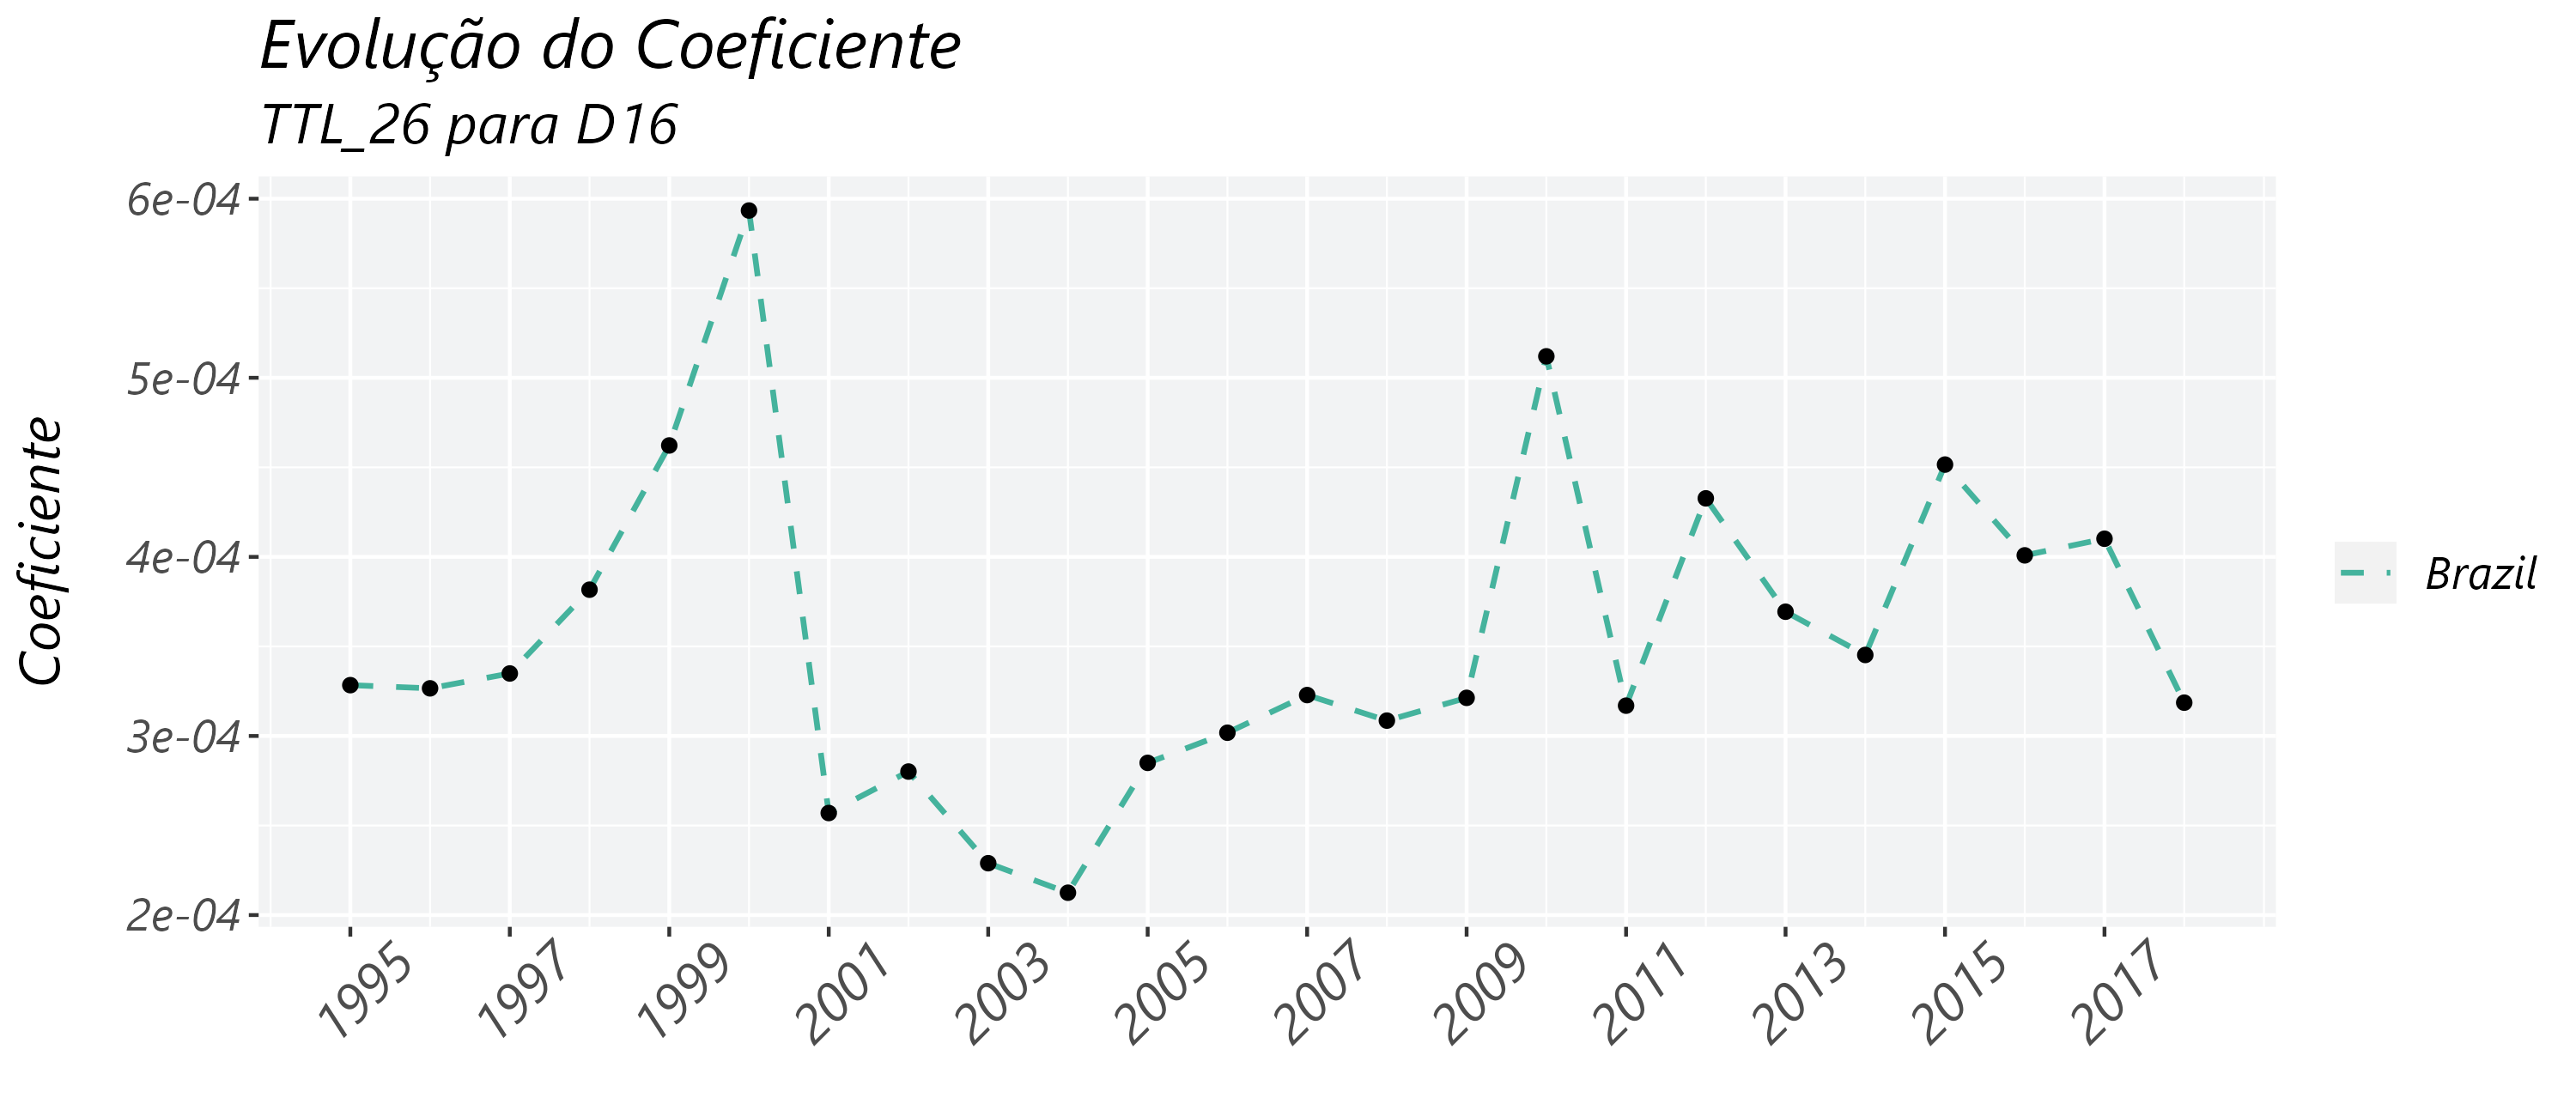 Evolução do Coeficiente
TTL_26 para D16
Coeficiente
6e-04
5e-04
4e-04
3e-04
2e-04
1995
1997
1999
2001
2003
2005
2007
2009
2011
2013
2015
2017
Brazil